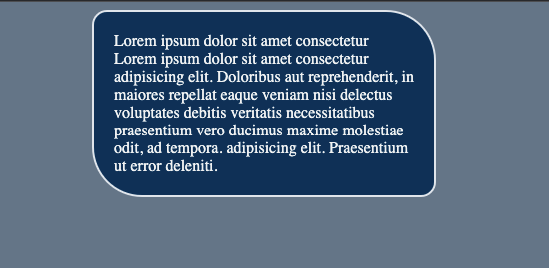 Lorem ipsum dolor sit amet consectetur
Lorem ipsum dolor sit amet consectetur
adipisicing elit. Doloribus aut reprehenderit, in
maiores repellat eaque veniam nisi delectus
voluptates debitis veritatis necessitatibus
praesentium vero ducimus maxime molestiae
odit, ad tempora. adipisicing elit. Praesentium
ut error deleniti.